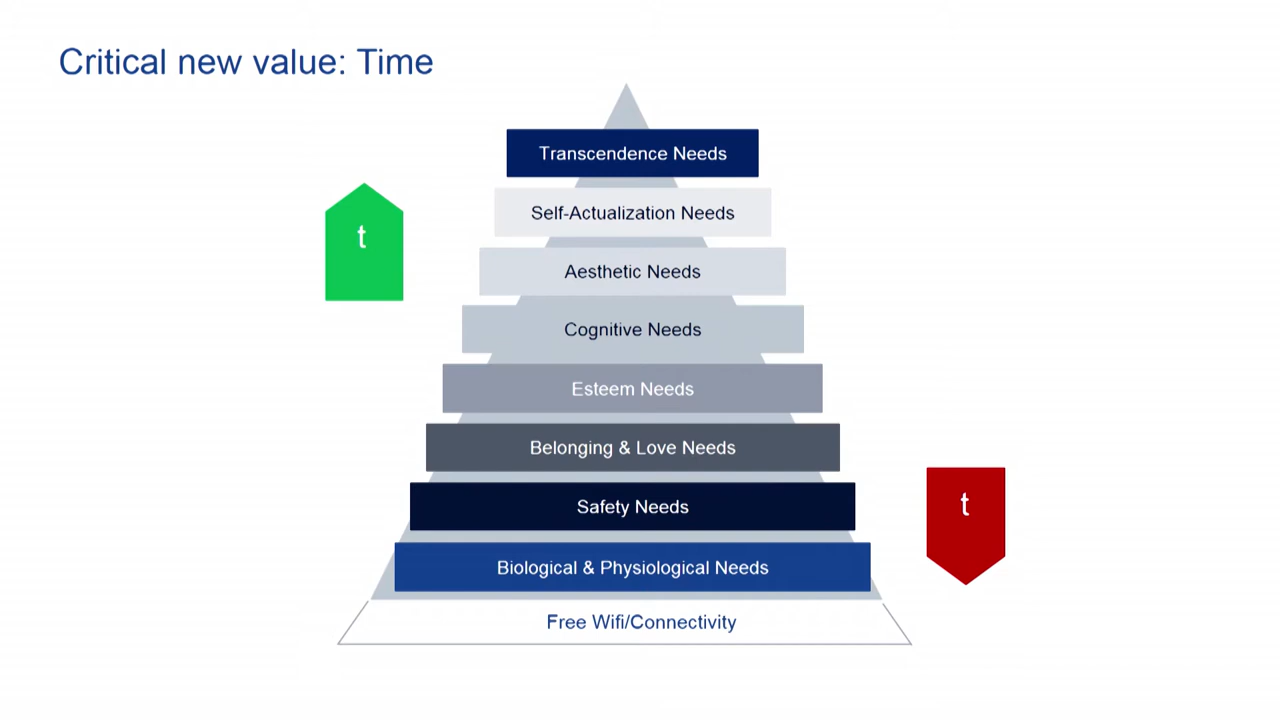 Critical new value: Time
Transcendence Needs
t
Self-Actualization Needs
Aesthetic Needs
Cognitive Needs
Esteem Needs
Belonging & Love Needs
Safety Needs
t
Biological & Physiological Needs
Free Wifi/Connectivity